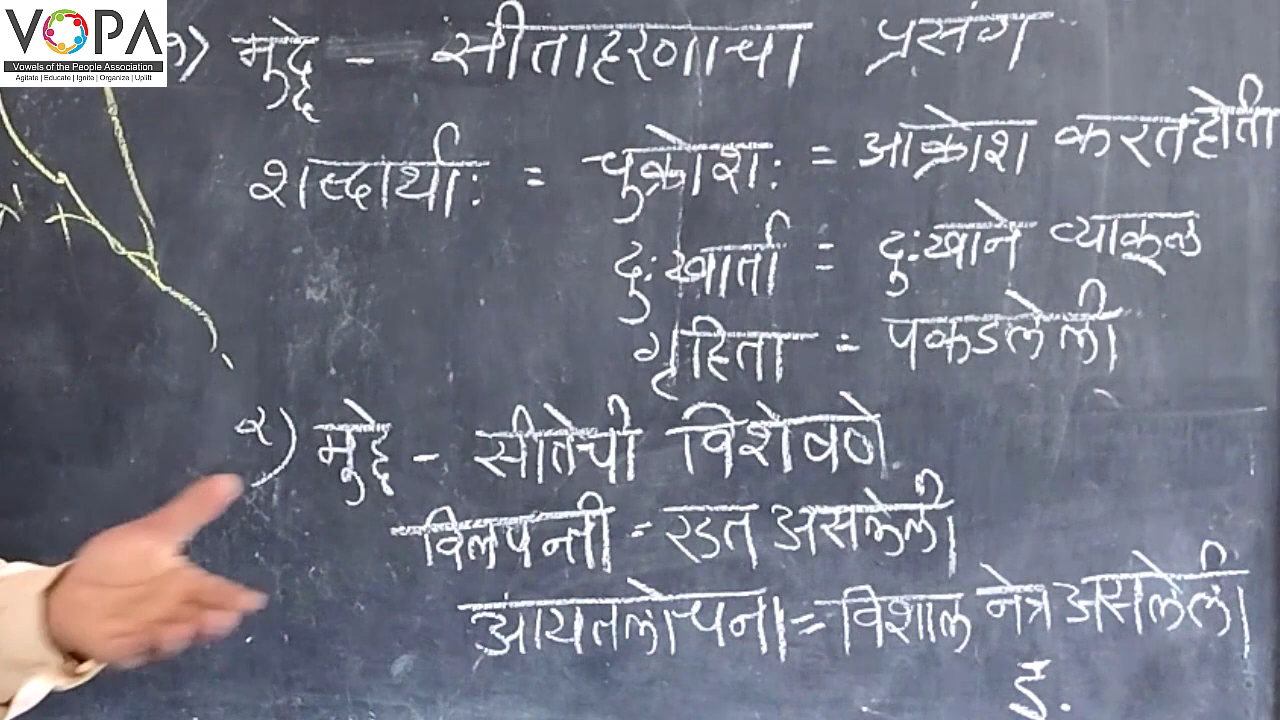 VOPA
Vowels of the People Association
Agitate | Educate | Ignite | Organize | Uplift
१) मुद्दे - सीताहरणाचा प्रसंग
शब्दार्थाः = चुक्रोशः = आक्रोश करत होती
दुःखार्ता = दुःखाने व्याकूल
गृहिता = पकडलेली
२) मुद्दे - सीतेची विशेषणे
विलपन्ती = रडत असलेली
आयतलोचना = विशाल नेत्र असलेली
इ.